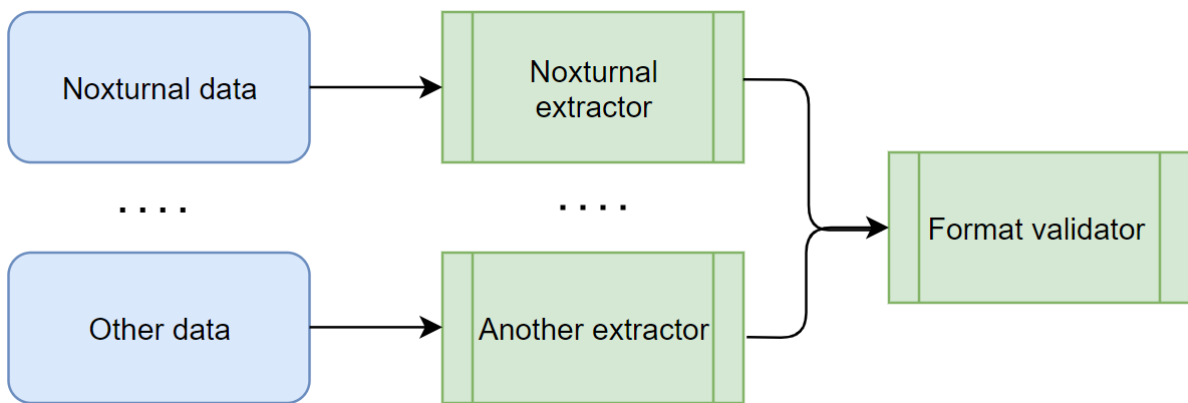 Noxturnal data
Noxturnal
extractor
. . . .
. . . .
Format validator
Other data
Another extractor